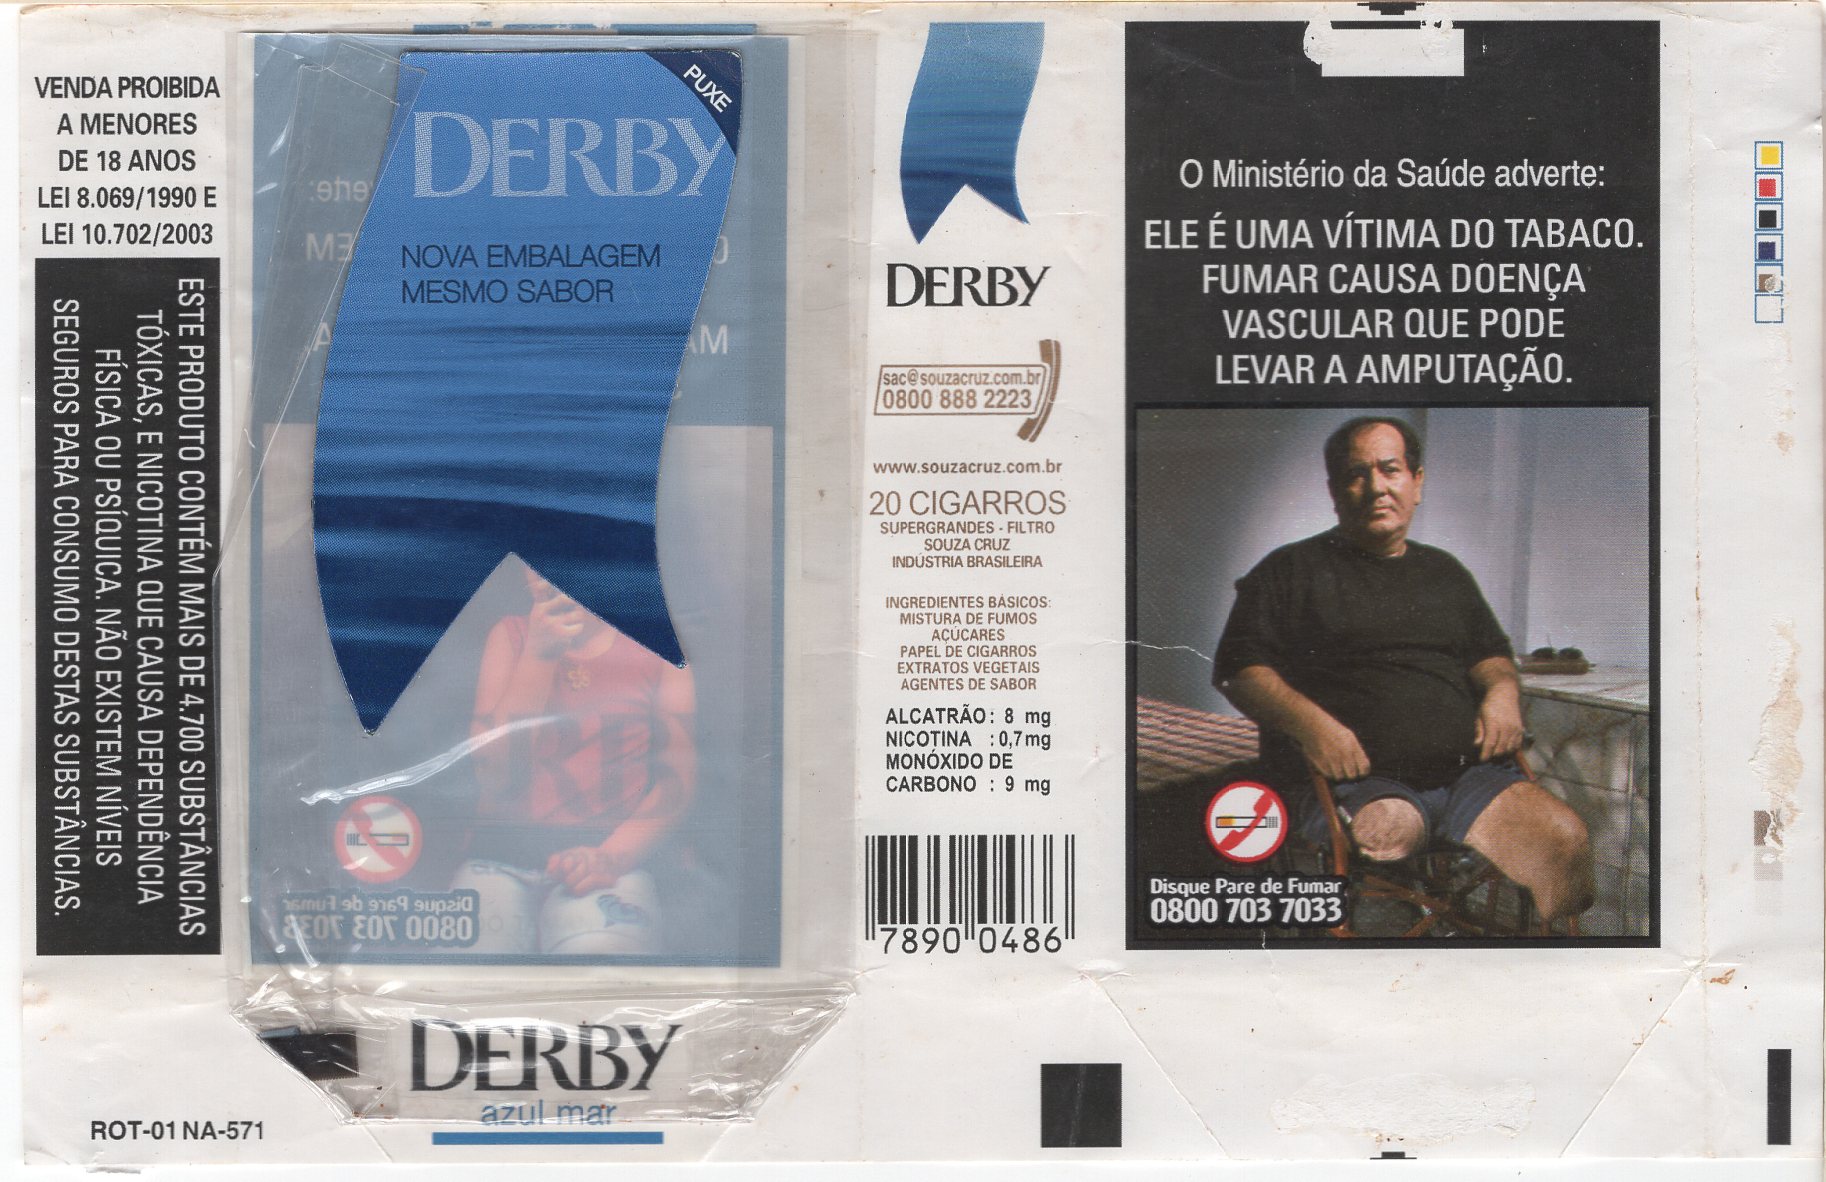 VENDA PROIBIDA
A MENORES
DE 18 ANOS
LEI 8.069/1990 E
LEI 10.702/2003
ESTE PRODUTO CONTÉM MAIS DE 4.700 SUBSTÂNCIAS
TÓXICAS, E NICOTINA QUE CAUSA DEPENDÊNCIA
FÍSICA OU PSÍQUICA. NÃO EXISTEM NÍVEIS
SEGUROS PARA CONSUMO DESTAS SUBSTÂNCIAS.
ROT-01 NA-571
PUXE
DERBY
NOVA EMBALAGEM
MESMO SABOR
Disque Pare de Fumar
0800 703 7033
DERBY
azul mar
DERBY
sac@souzacruz.com.br
0800 888 2223
www.souzacruz.com.br
20 CIGARROS
SUPERGRANDES - FILTRO
SOUZA CRUZ
INDÚSTRIA BRASILEIRA
INGREDIENTES BÁSICOS:
MISTURA DE FUMOS
AÇÚCARES
PAPEL DE CIGARROS
EXTRATOS VEGETAIS
AGENTES DE SABOR
ALCATRÃO : 8 mg
NICOTINA : 0,7 mg
MONÓXIDO DE
CARBONO : 9 mg
78900486
O Ministério da Saúde adverte:
ELE É UMA VÍTIMA DO TABACO.
FUMAR CAUSA DOENÇA
VASCULAR QUE PODE
LEVAR A AMPUTAÇÃO.
Disque Pare de Fumar
0800 703 7033